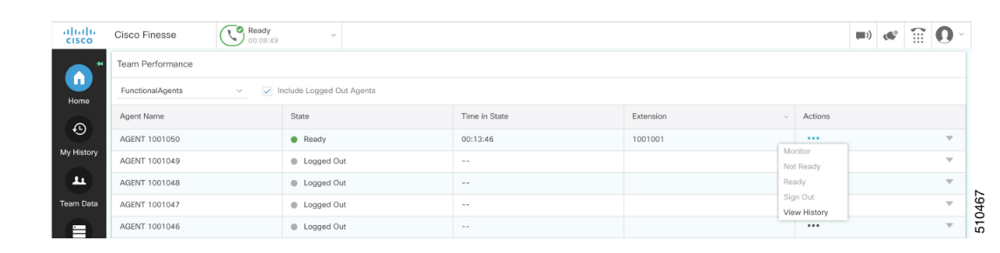 CISCO
Cisco Finesse
Ready
00:08:49
Team Performance
FunctionalAgents
Include Logged Out Agents
Home
My History
Team Data
Agent Name State Time in State Extension Actions
AGENT 1001050 Ready 00:13:46 1001001
AGENT 1001049 Logged Out --
AGENT 1001048 Logged Out --
AGENT 1001047 Logged Out --
AGENT 1001046 Logged Out --
Monitor
Not Ready
Ready
Sign Out
View History
510467